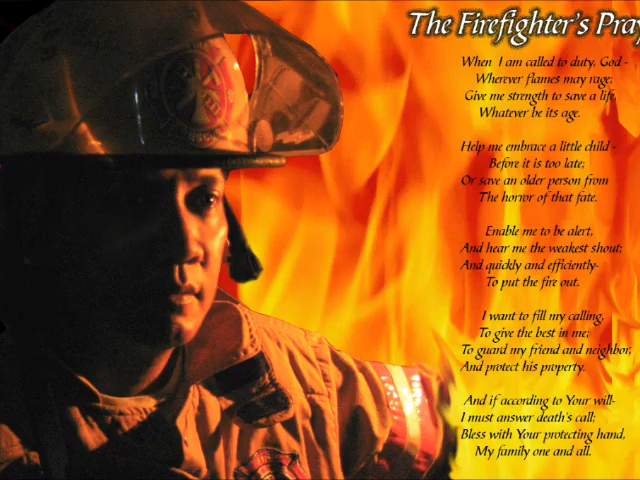 The Firefighter's Pray
When I am called to duty, God -
Wherever flames may rage;
Give me strength to save a life,
Whatever be its age.
Help me embrace a little child -
Before it is too late;
Or save an older person from
The horror of that fate.
Enable me to be alert,
And hear me the weakest shout;
And quickly and efficiently-
To put the fire out.
I want to fill my calling,
To give the best in me;
To guard my friend and neighbor,
And protect his property.
And if according to Your will-
I must answer death's call;
Bless with Your protecting hand,
My family one and all.